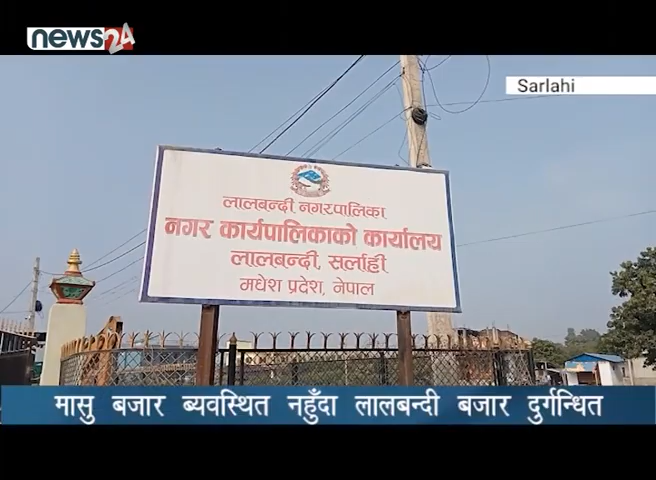 news24
Sarlahi
लालबन्दी नगरपालिका
नगर कार्यपालिकाको कार्यालय
लालबन्दी, सर्लाही
मधेश प्रदेश, नेपाल
मासु बजार ब्यवस्थित नहुँदा लालबन्दी बजार दुर्गन्धित